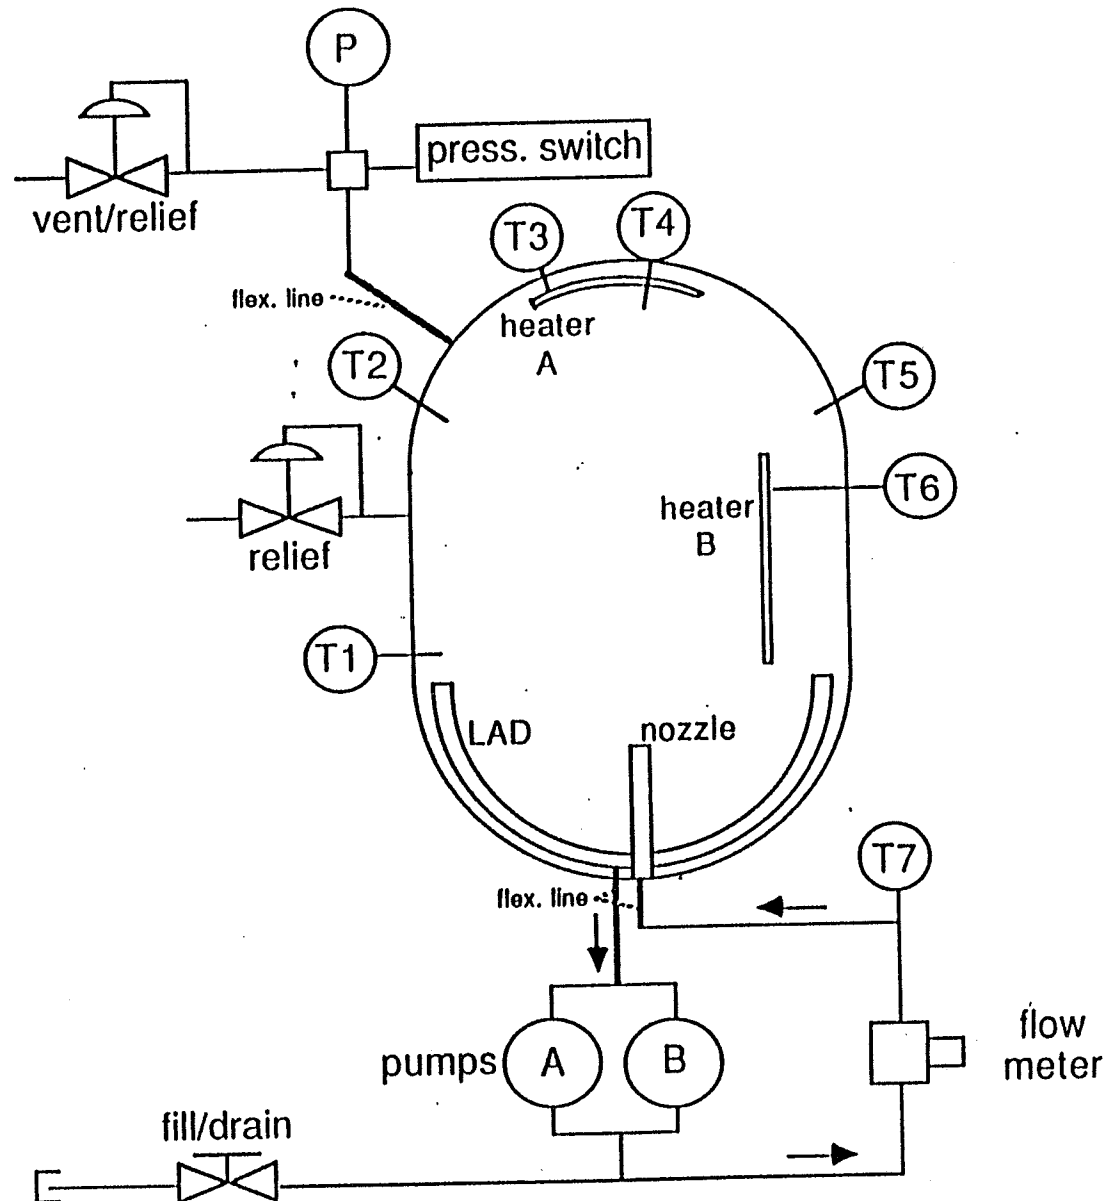 P
press. switch
vent/relief
T3
T4
flex. line
heater
A
T2
T5
heater
B
T6
relief
T1
LAD
nozzle
T7
flex. line
pumps
A
B
flow
meter
fill/drain